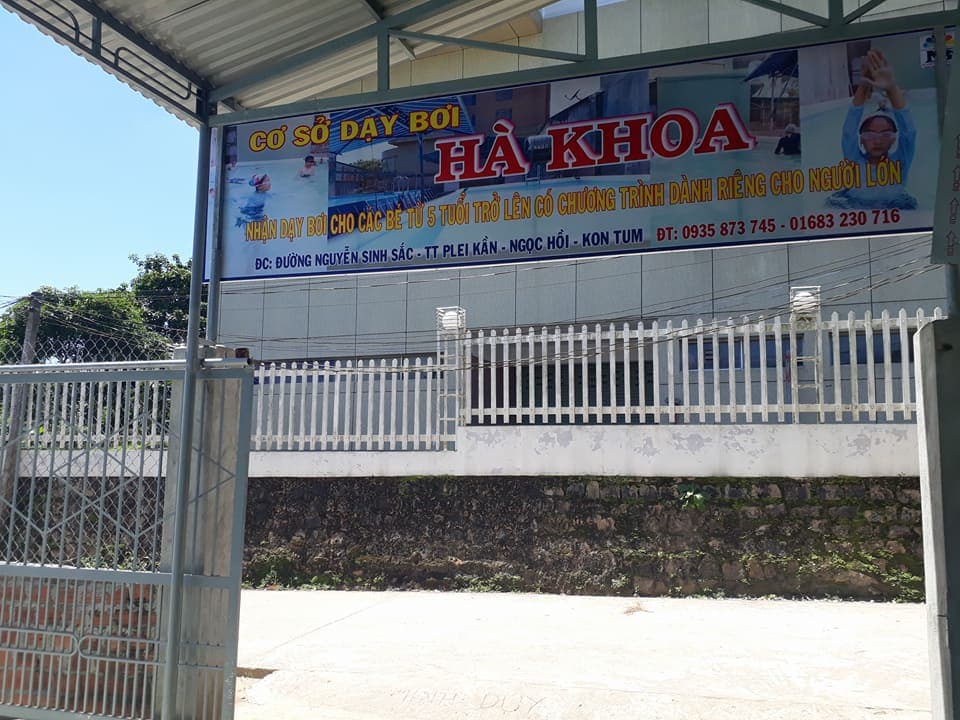 CƠ SỞ DẠY BƠI
HÀ KHOA
NHẬN DẠY BƠI CHO CÁC BÉ TỪ 5 TUỔI TRỞ LÊN CÓ CHƯƠNG TRÌNH DÀNH RIÊNG CHO NGƯỜI LỚN
ĐC: ĐƯỜNG NGUYỄN SINH SẮC - TT PLEI KẦN - NGỌC HỒI - KON TUM ĐT: 0935 873 745 - 01683 230 716